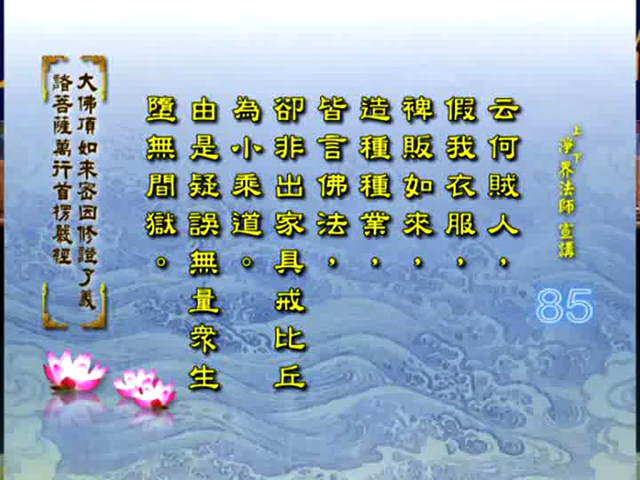 上淨下界法師 宣講
85
云何賊人，
假我衣服，
裨販如來，
造種種業，
皆言佛法，
卻非出家具戒比丘
為小乘道。
由是疑誤無量眾生
墮無間獄。
大佛頂如來密因修證了義
諸菩薩萬行首楞嚴經